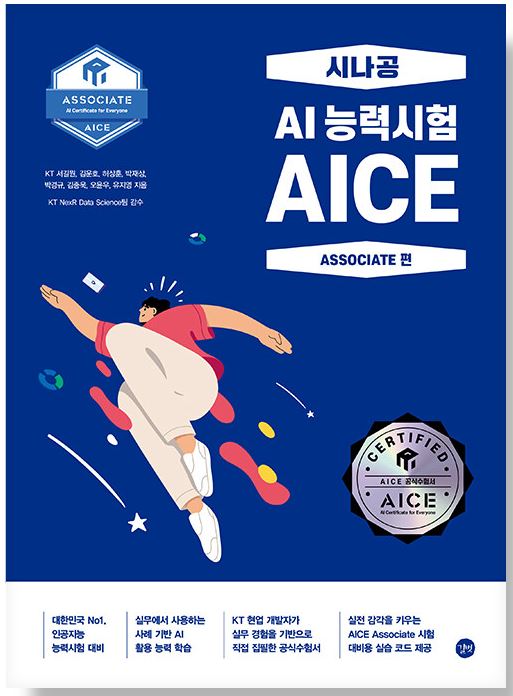 ASSOCIATE
AI Certificate for Everyone
AICE
KT 서길원, 김운호, 허상훈, 박재상,
박경규, 김종욱, 오윤우, 유지영 지음
KT NexR Data Science팀 감수
시나공
AI 능력시험
AICE
ASSOCIATE 편
CERTIFIED
AICE 공식수험서
AICE
AI Certificate for Everyone
대한민국 No1.
인공지능
능력시험 대비
실무에서 사용하는
사례 기반 AI
활용 능력 학습
KT 현업 개발자가
실무 경험을 기반으로
직접 집필한 공식수험서
실전 감각을 키우는
AICE Associate 시험
대비용 실습 코드 제공
길벗